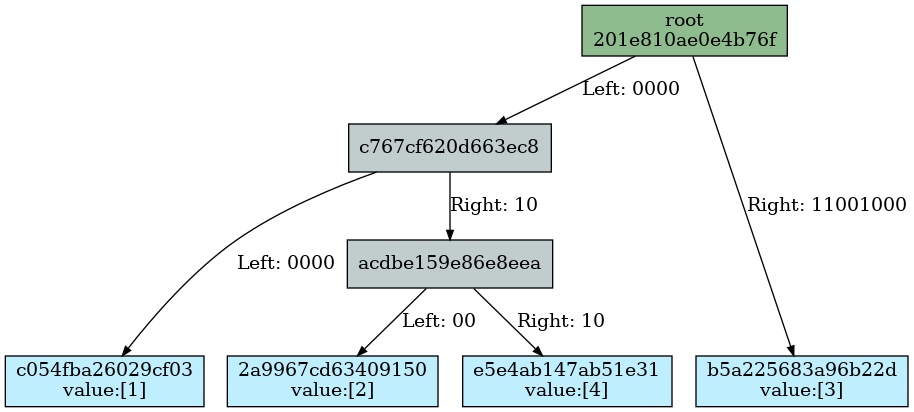 root
201e810ae0e4b76f
Left: 0000
c767cf620d663ec8
Right: 10
Right: 11001000
Left: 0000
acdbe159e86e8eea
Left: 00
Right: 10
c054fba26029cf03
value:[1]
2a9967cd63409150
value:[2]
e5e4ab147ab51e31
value:[4]
b5a225683a96b22d
value:[3]